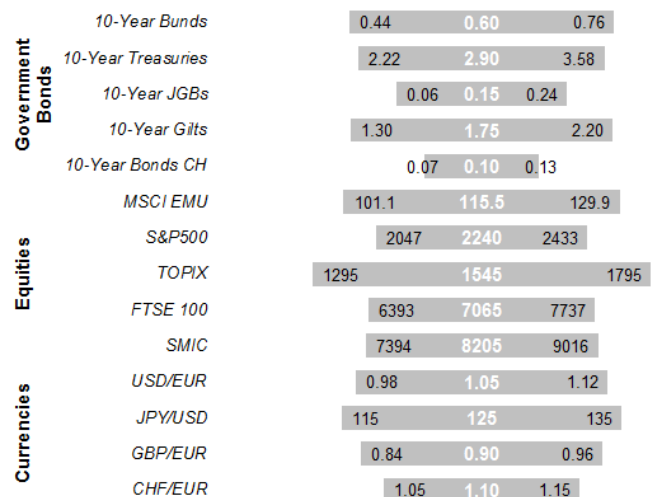 Government Bonds
10-Year Bunds 0.44 0.60 0.76
10-Year Treasuries 2.22 2.90 3.58
10-Year JGBs 0.06 0.15 0.24
10-Year Gilts 1.30 1.75 2.20
10-Year Bonds CH 0.07 0.10 0.13
Equities
MSCI EMU 101.1 115.5 129.9
S&P500 2047 2240 2433
TOPIX 1295 1545 1795
FTSE 100 6393 7065 7737
SMIC 7394 8205 9016
Currencies
USD/EUR 0.98 1.05 1.12
JPY/USD 115 125 135
GBP/EUR 0.84 0.90 0.96
CHF/EUR 1.05 1.10 1.15